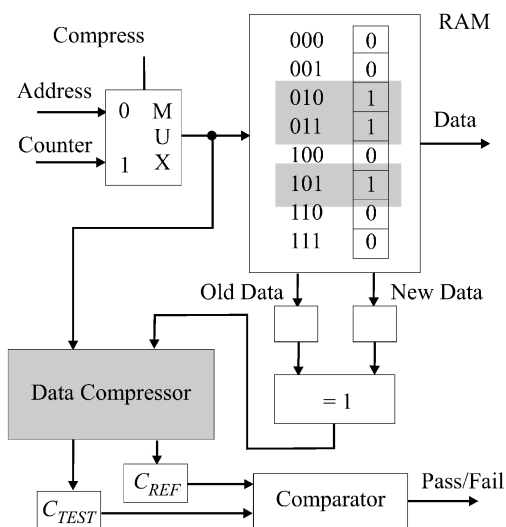 Compress
RAM
Address
Counter
0 M
U
1 X
000 0
001 0
010 1
011 1
100 0
101 1
110 0
111 0
Data
Old Data
New Data
Data Compressor
= 1
C_REF
C_TEST
Comparator
Pass/Fail